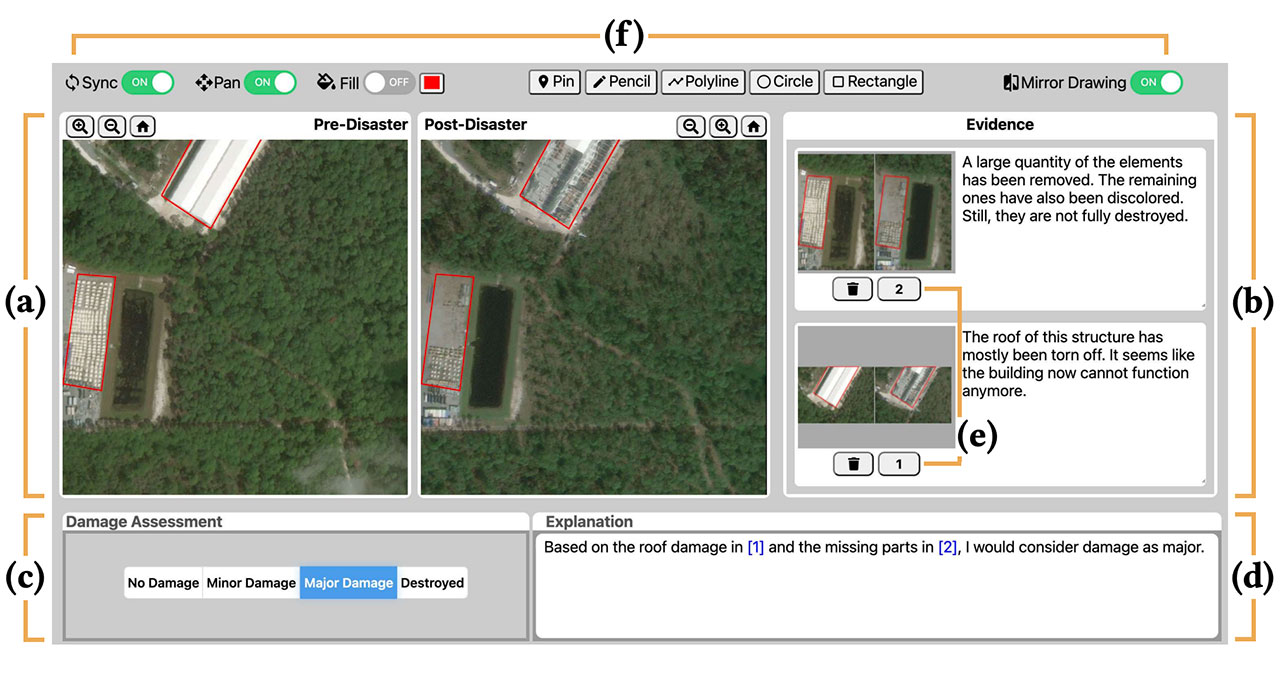 (f)
Sync ON Pan ON Fill OFF Pin Pencil Polyline Circle Rectangle Mirror Drawing ON
Pre-Disaster Post-Disaster Evidence
A large quantity of the elements
has been removed. The remaining
ones have also been discolored.
Still, they are not fully destroyed.
2
(a)
(b)
The roof of this structure has
mostly been torn off. It seems like
the building now cannot function
anymore.
(e)
1
Damage Assessment
Explanation
Based on the roof damage in [1] and the missing parts in [2], I would consider damage as major.
(c)
No Damage Minor Damage Major Damage Destroyed
(d)